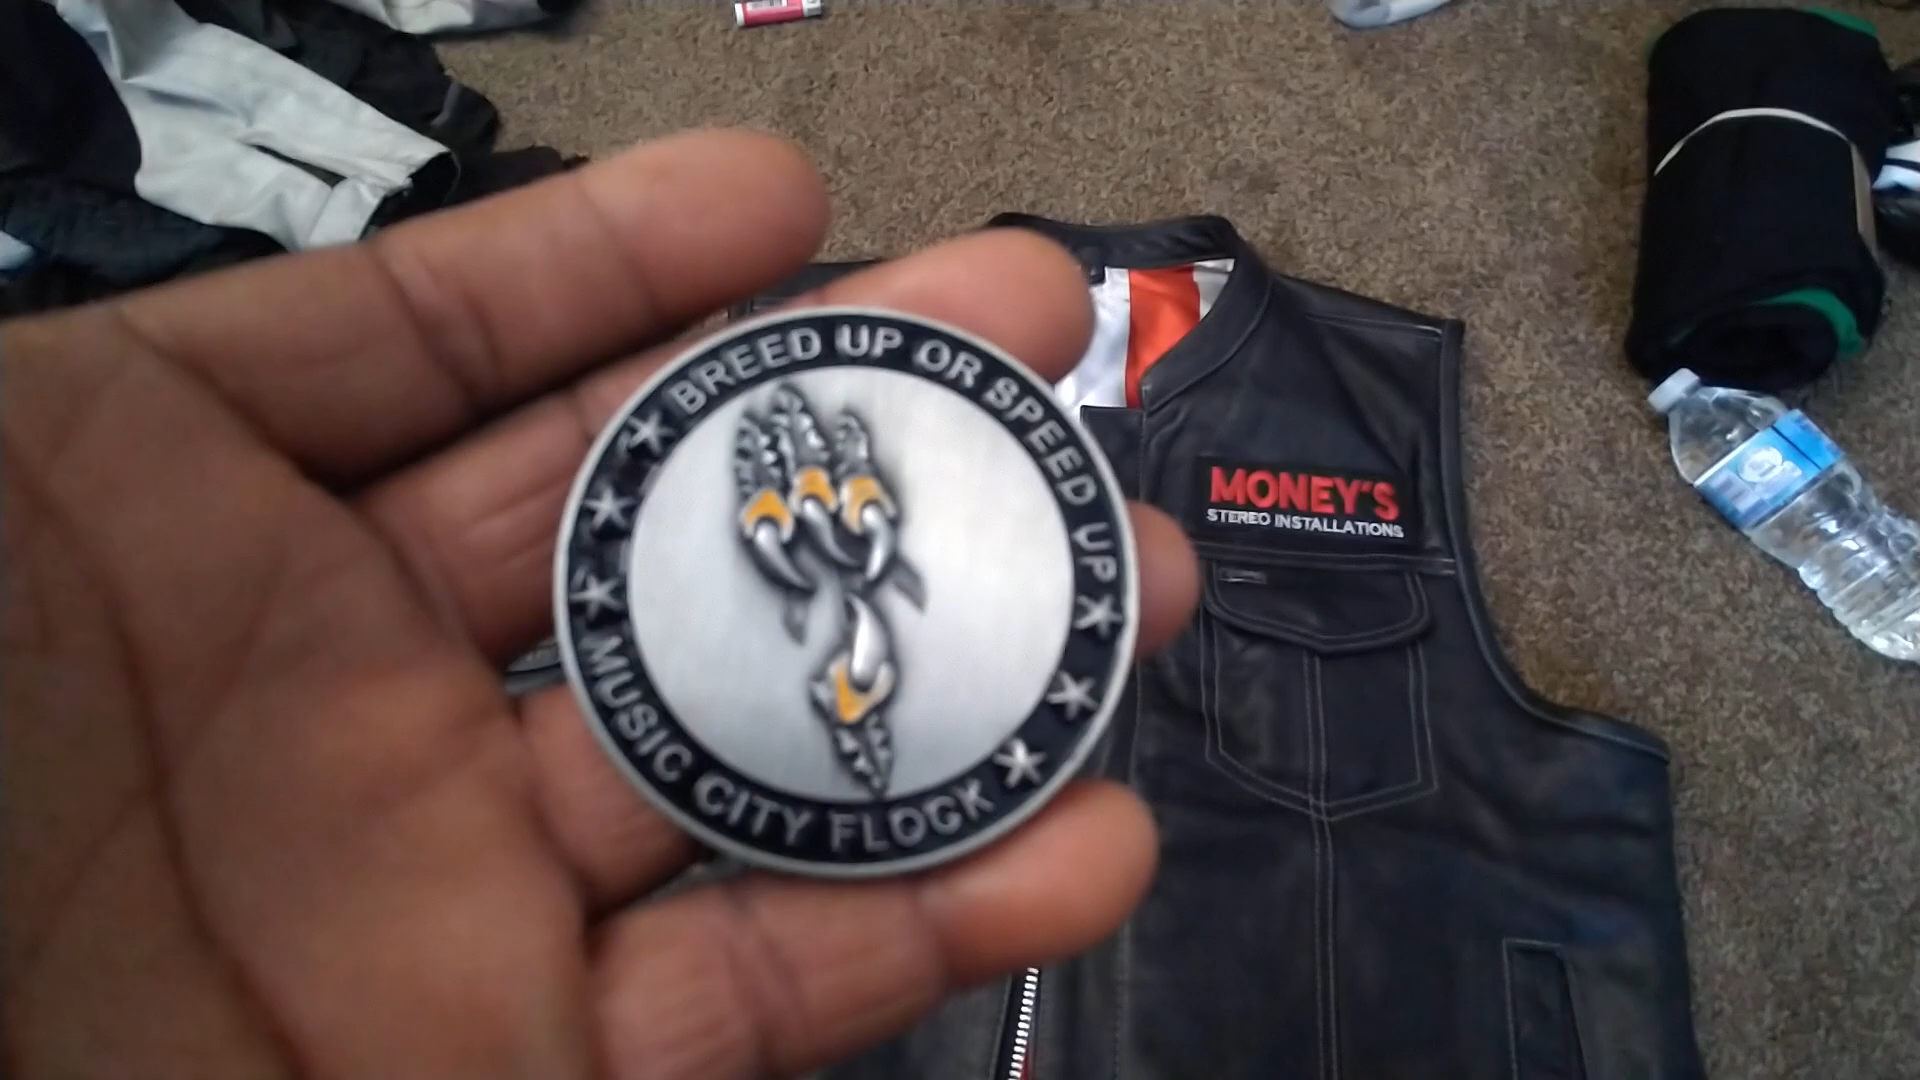 BREED UP OR SPEED UP
MUSIC CITY FLOCK
MONEY'S
STEREO INSTALLATIONS